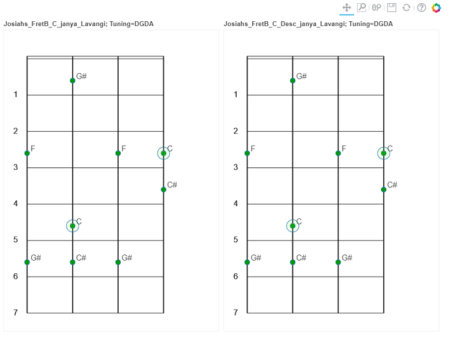 Josiahs_FretB_C_janya_Lavangi; Tuning=DGDA
G#
1
2
F
F
C
3
C#
4
C
5
G#
C#
G#
6
7
Josiahs_FretB_C_Desc_janya_Lavangi; Tuning=DGDA
G#
1
2
F
F
C
3
C#
4
C
5
G#
C#
G#
6
7